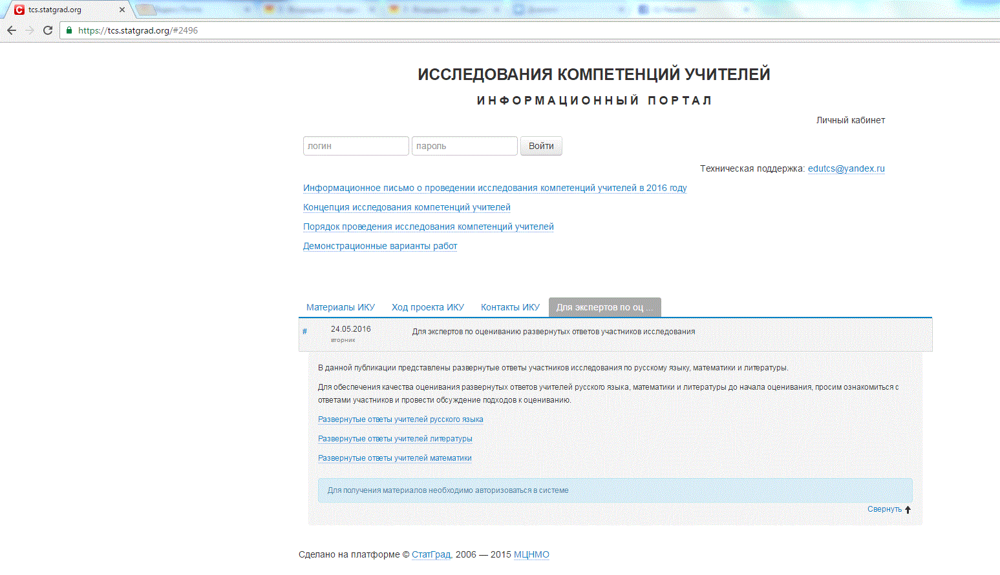 tcs.statgrad.org
https://tcs.statgrad.org/#2496
ИССЛЕДОВАНИЯ КОМПЕТЕНЦИЙ УЧИТЕЛЕЙ
ИНФОРМАЦИОННЫЙ ПОРТАЛ
Личный кабинет
логин пароль Войти
Техническая поддержка: edutcs@yandex.ru
Информационное письмо о проведении исследования компетенций учителей в 2016 году
Концепция исследования компетенций учителей
Порядок проведения исследования компетенций учителей
Демонстрационные варианты работ
Материалы ИКУ Ход проекта ИКУ Контакты ИКУ Для экспертов по оц ...
# 24.05.2016 Для экспертов по оцениванию развернутых ответов участников исследования
вторник
В данной публикации представлены развернутые ответы участников исследования по русскому языку, математики и литературы.
Для обеспечения качества оценивания развернутых ответов учителей русского языка, математики и литературы до начала оценивания, просим ознакомиться с
ответами участников и провести обсуждение подходов к оцениванию.
Развернутые ответы учителей русского языка
Развернутые ответы учителей литературы
Развернутые ответы учителей математики
Для получения материалов необходимо авторизоваться в системе
Свернуть
Сделано на платформе © СтатГрад, 2006 — 2015 МЦНМО